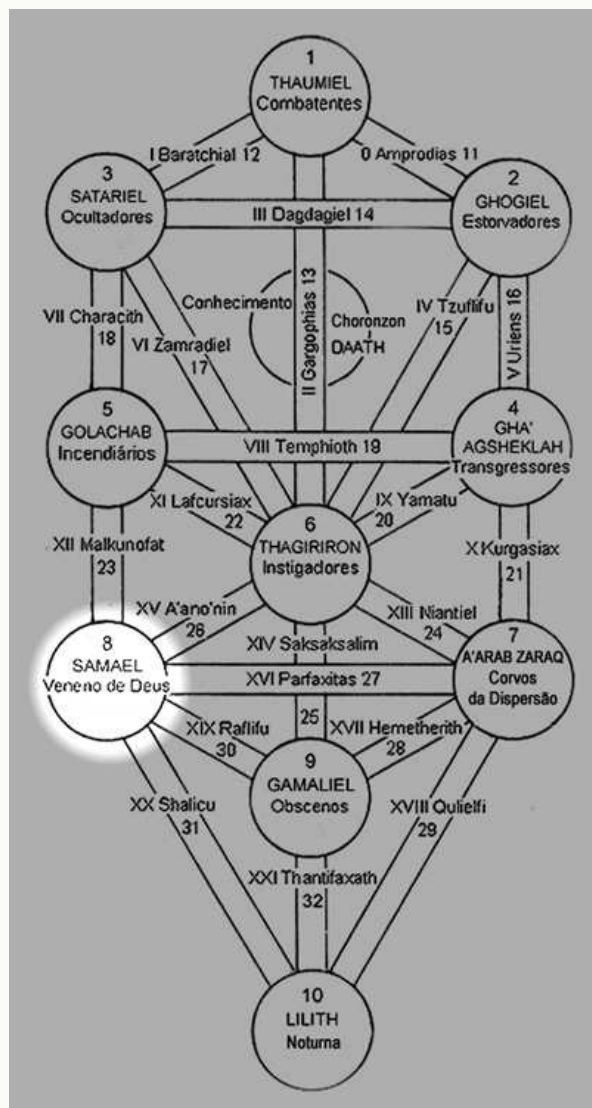 1
THAUMIEL
Combatentes
I Baratchial 12
0 Amprodias 11
3
SATARIEL
Ocultadores
2
GHOGIEL
Estorvadores
III Dagdagiel 14
Conhecimento
II Gargophias 13
Choronzon
DAATH
IV Tzuflifu
15
V Uriens 16
VII Characith
18
VI Zamradiel
17
5
GOLACHAB
Incendiários
4
GHA'
AGSHEKLAH
Transgressores
VIII Temphioth 19
XI Lafcursiax
22
IX Yamatu
20
6
THAGIRIRON
Instigadores
XII Malkunofat
23
X Kurgasiax
21
XV A'ano'nin
26
XIII Niantiel
24
XIV Saksaksalim
8
SAMAEL
Veneno de Deus
7
A'ARAB ZARAQ
Corvos
da Dispersão
XVI Parfaxitas 27
XIX Raflifu
30
25
XVII Hemetherith
28
9
GAMALIEL
Obscenos
XX Shalicu
31
XVIII Qulielfi
29
XXI Thantifaxath
32
10
LILITH
Noturna